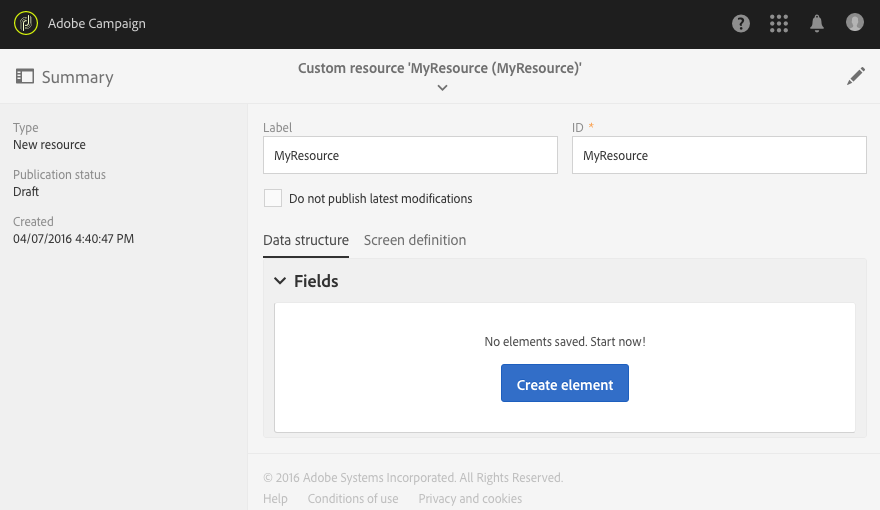 Adobe Campaign
Summary
Custom resource 'MyResource (MyResource)'
Type
New resource
Publication status
Draft
Created
04/07/2016 4:40:47 PM
Label
ID *
MyResource
MyResource
Do not publish latest modifications
Data structure
Screen definition
Fields
No elements saved. Start now!
Create element
© 2016 Adobe Systems Incorporated. All Rights Reserved.
Help
Conditions of use
Privacy and cookies